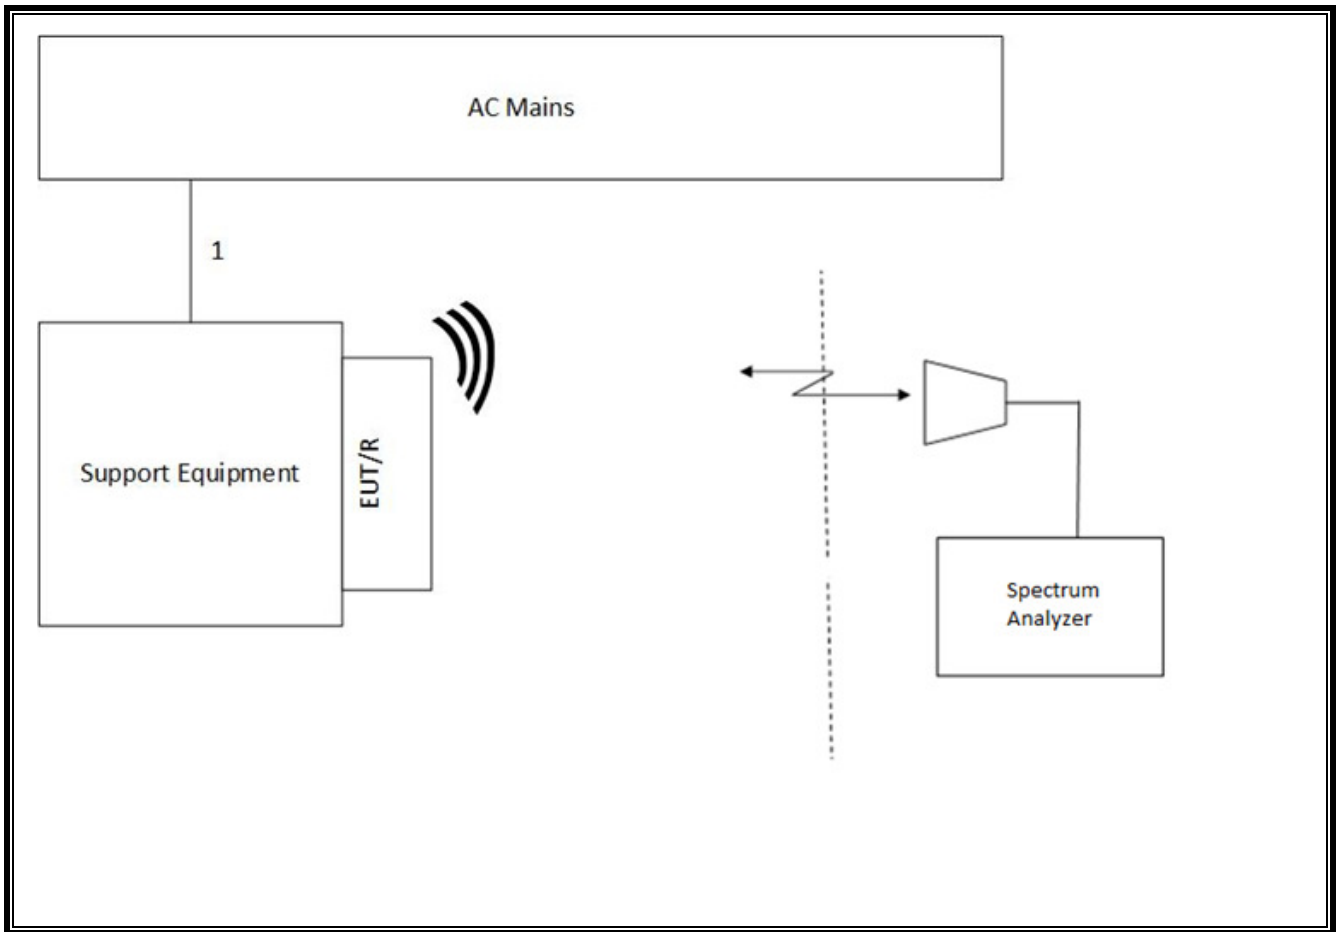 AC Mains
1
Support Equipment
EUT/R
Spectrum
Analyzer